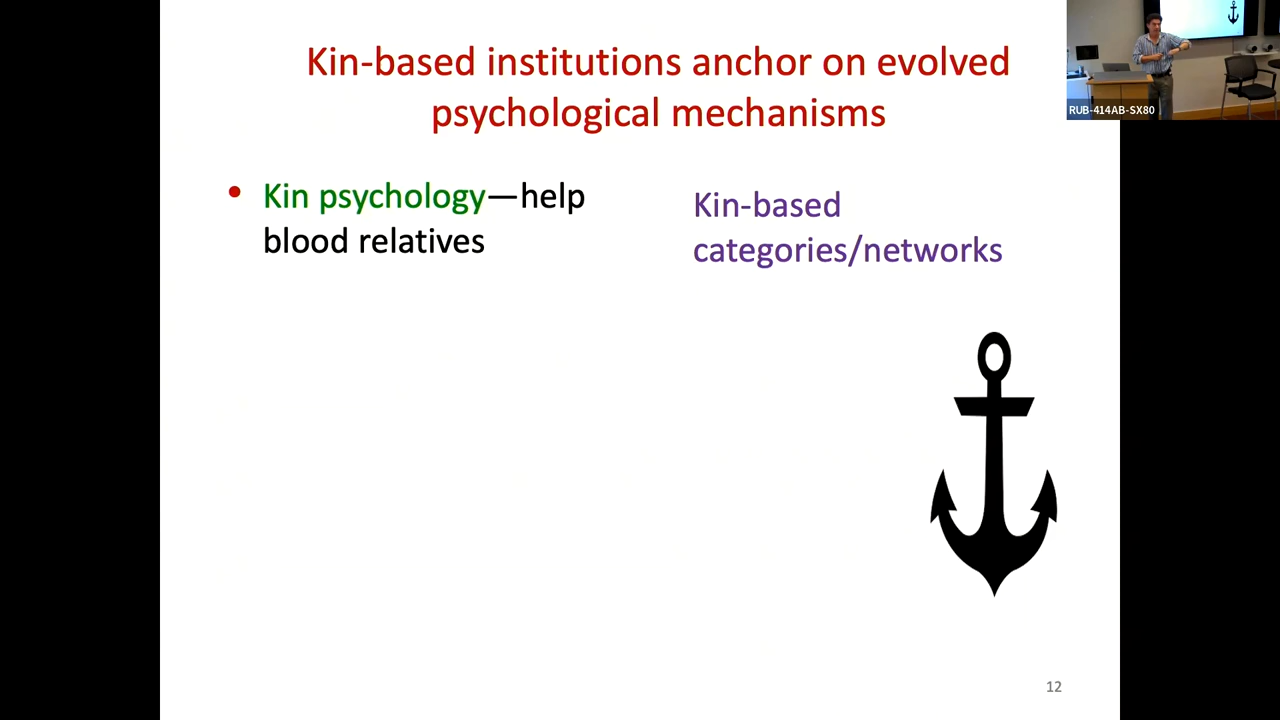 Kin-based institutions anchor on evolved
psychological mechanisms
• Kin psychology—help
blood relatives
Kin-based
categories/networks
RUB-414AB-SX80
12